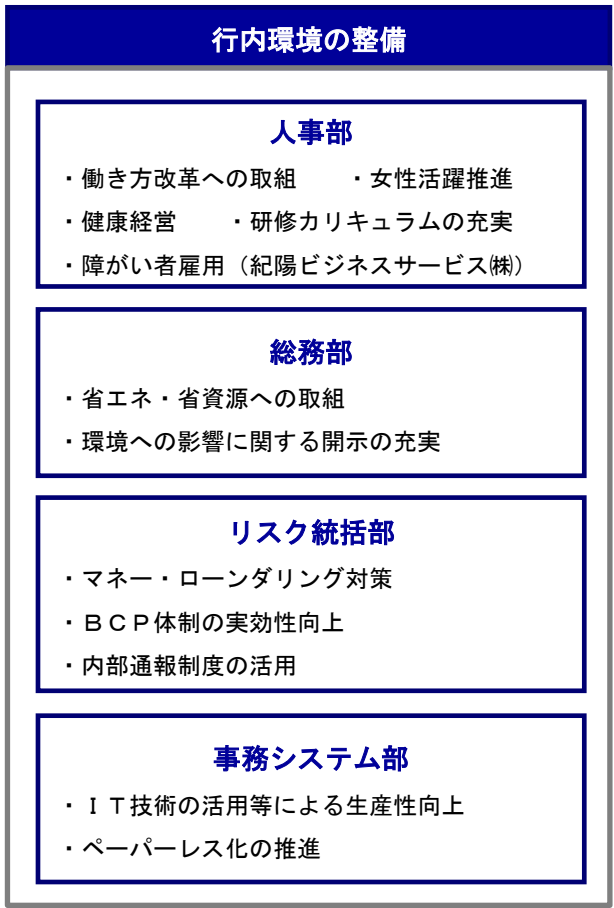 行内環境の整備
人事部
・働き方改革への取組　　・女性活躍推進
・健康経営　　・研修カリキュラムの充実
・障がい者雇用（紀陽ビジネスサービス㈱）
総務部
・省エネ・省資源への取組
・環境への影響に関する開示の充実
リスク統括部
・マネー・ローンダリング対策
・ＢＣＰ体制の実効性向上
・内部通報制度の活用
事務システム部
・ＩＴ技術の活用等による生産性向上
・ペーパーレス化の推進